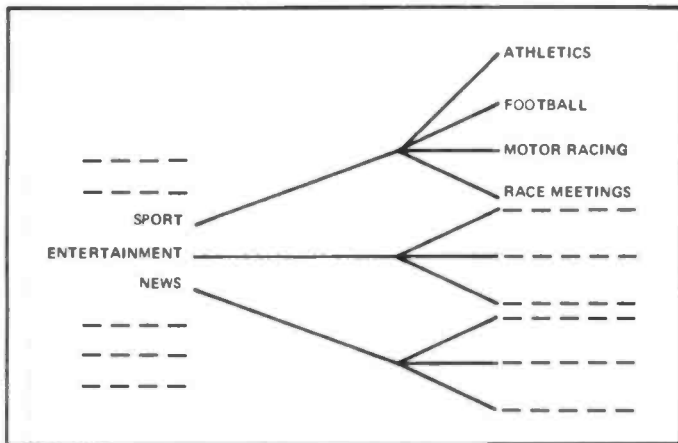 ATHLETICS
FOOTBALL
MOTOR RACING
RACE MEETINGS
SPORT
ENTERTAINMENT
NEWS